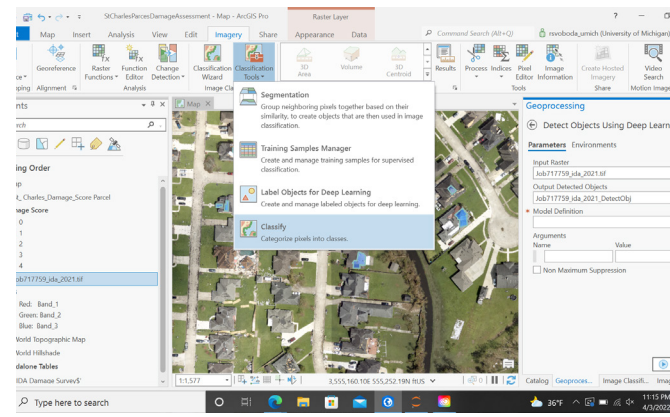 StCharlesParcesDamageAssessment - Map - ArcGIS Pro
Raster Layer
?
Map Insert Analysis View Edit Imagery Share Appearance Data
Command Search (Alt+Q)
rsvoboda_umich (University of Michigan)
Georeference
Raster Functions
Function Editor
Change Detection
Classification Wizard
Classification Tools
3D Area
Volume
3D Centroid
Results
Process
Indices
Pixel Editor
Image Information
Create Hosted Imagery
Video Search
Alignment
Analysis
Image Cla
Tools
Share
Motion Image
Map
Segmentation
Group neighboring pixels together based on their
similarity, to create objects that are then used in image
classification.
Training Samples Manager
Create and manage training samples for supervised
classification.
Label Objects for Deep Learning
Create and manage labeled objects for deep learning.
Classify
Categorize pixels into classes.
ing Order
t_Charles_Damage_Score Parcel
mage Score
0
1
2
3
4
Job717759_ida_2021.tif
Red: Band_1
Green: Band_2
Blue: Band_3
World Topographic Map
World Hillshade
dalone Tables
IDA Damage Survey$'
Geoprocessing
Detect Objects Using Deep Learn
Parameters Environments
Input Raster
Job717759_ida_2021.tif
Output Detected Objects
Job717759_ida_2021_DetectObj
* Model Definition
Arguments
Name Value
Non Maximum Suppression
1:1,577
3,555,160.10E 555,252.19N ftUS
0
Catalog Geoproces... Image Classifi... Ima
Type here to search
36°F
11:15 PM
4/3/2022